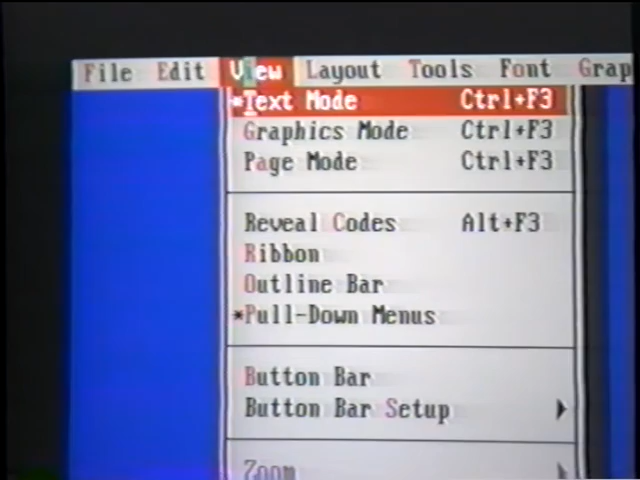 File Edit View Layout Tools Font Grap
*Text Mode Ctrl+F3
Graphics Mode Ctrl+F3
Page Mode Ctrl+F3
Reveal Codes Alt+F3
Ribbon
Outline Bar
*Pull-Down Menus
Button Bar
Button Bar Setup
Zoom